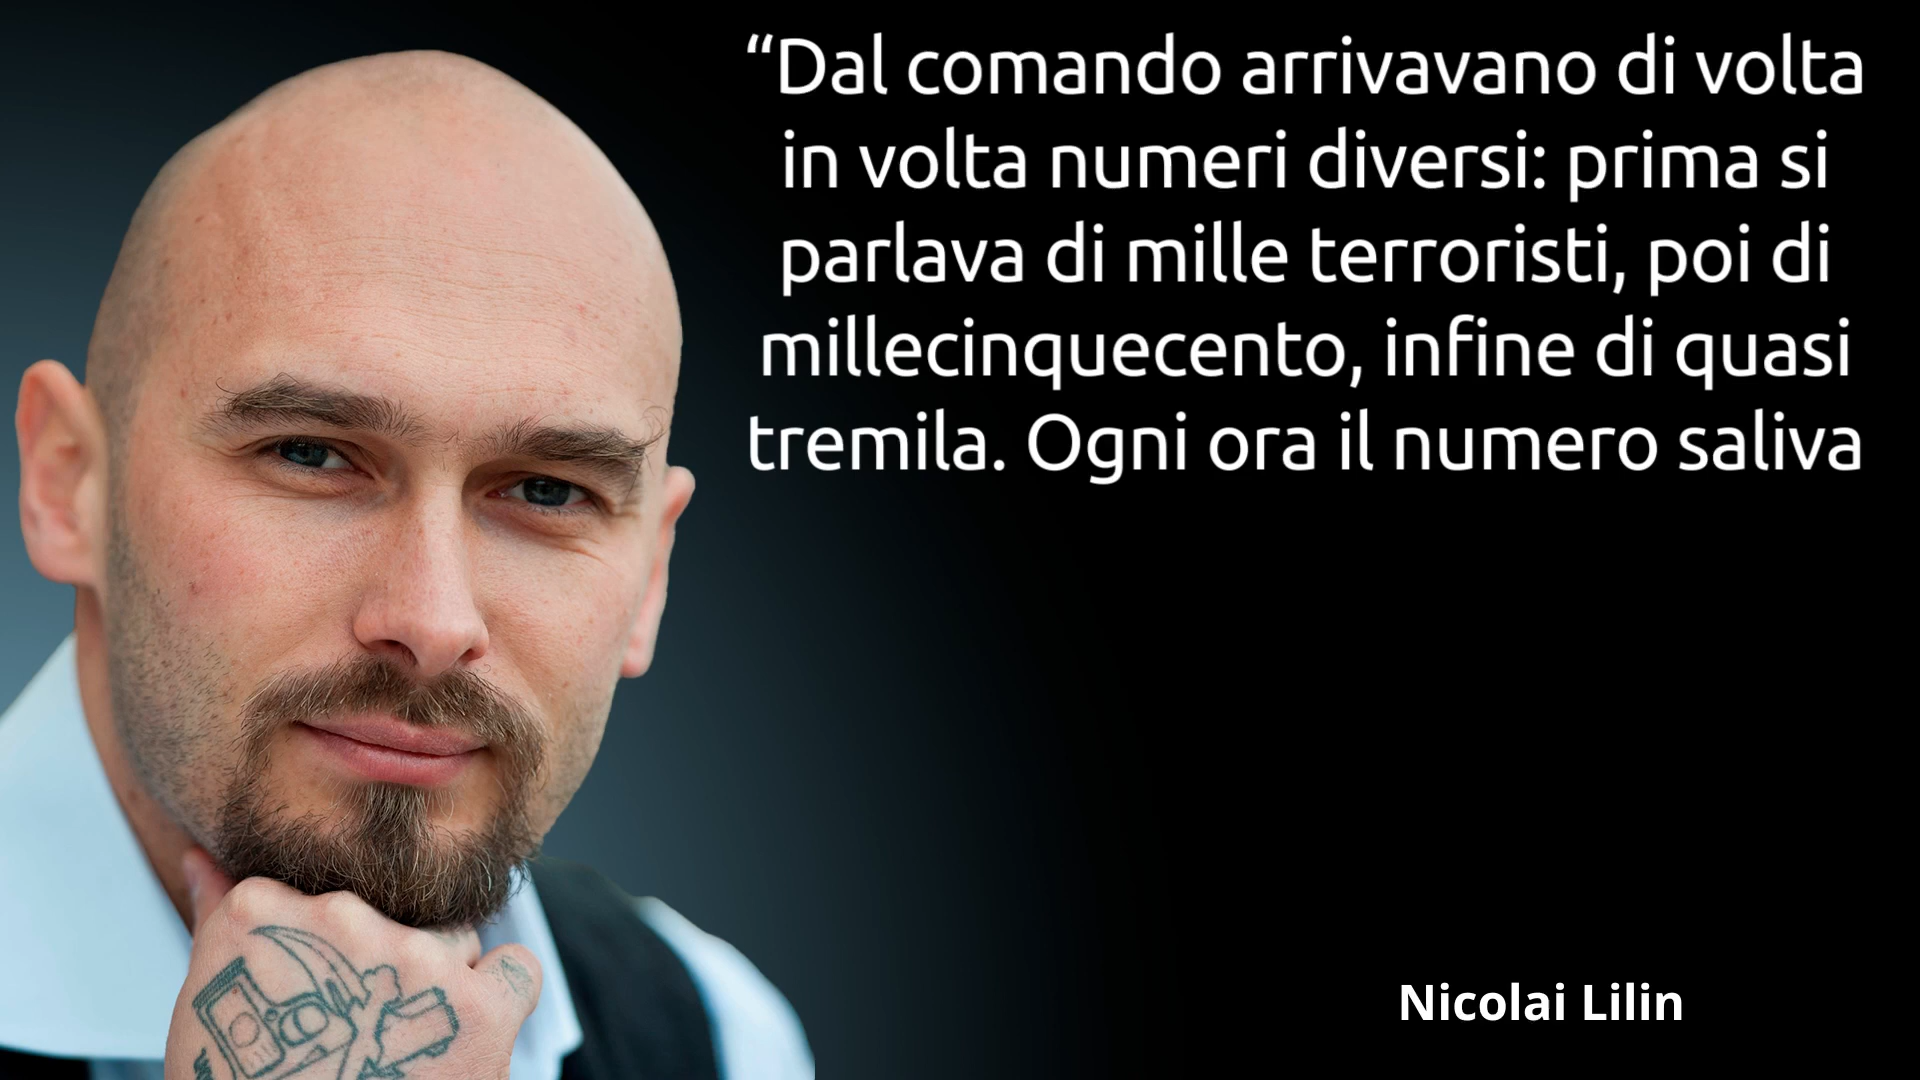 “Dal comando arrivavano di volta
in volta numeri diversi: prima si
parlava di mille terroristi, poi di
millecinquecento, infine di quasi
tremila. Ogni ora il numero saliva
Nicolai Lilin